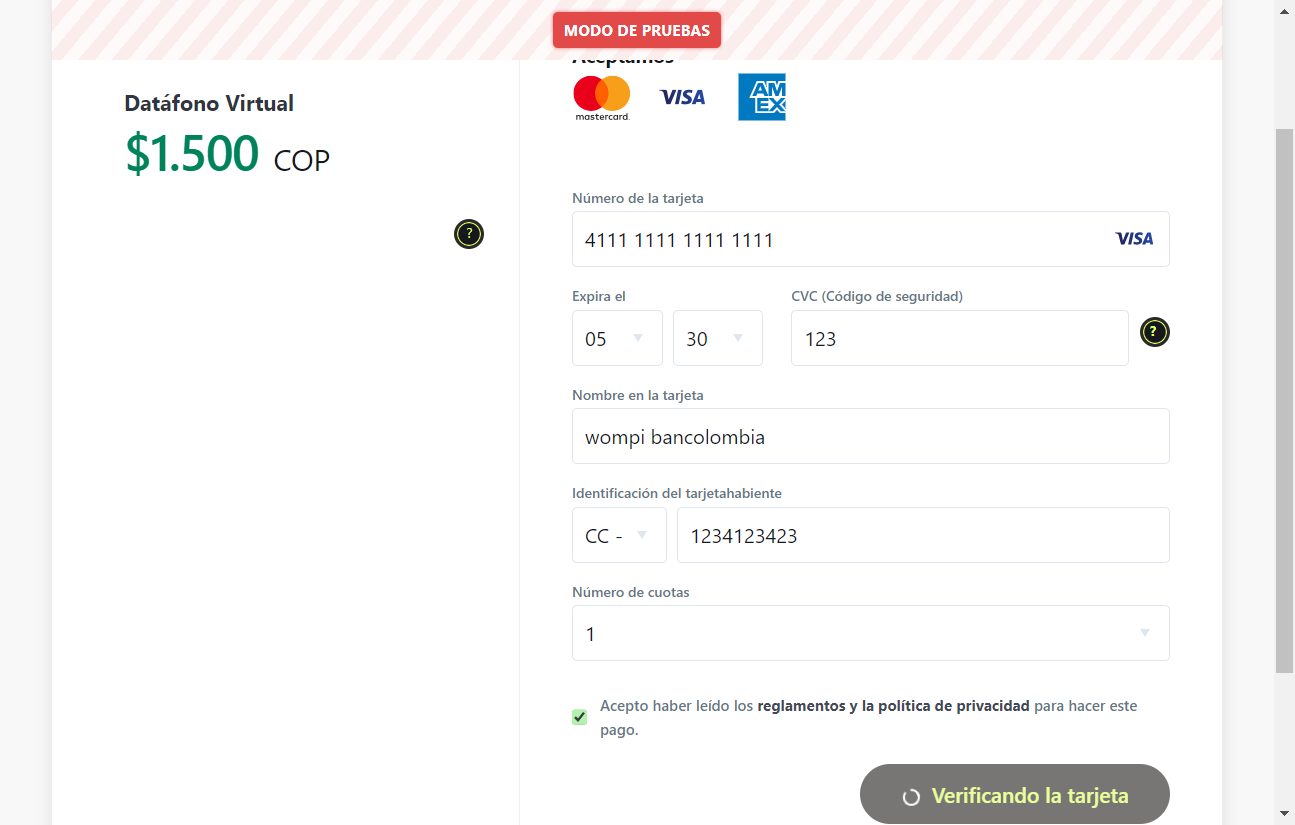 MODO DE PRUEBAS
Datáfono Virtual
$1.500 COP
?
Aceptamos
mastercard.
VISA
AM
EX
Número de la tarjeta
4111 1111 1111 1111
VISA
Expira el
CVC (Código de seguridad)
05
30
123
?
Nombre en la tarjeta
wompi bancolombia
Identificación del tarjetahabiente
CC -
1234123423
Número de cuotas
1
Acepto haber leído los reglamentos y la política de privacidad para hacer este
pago.
Verificando la tarjeta